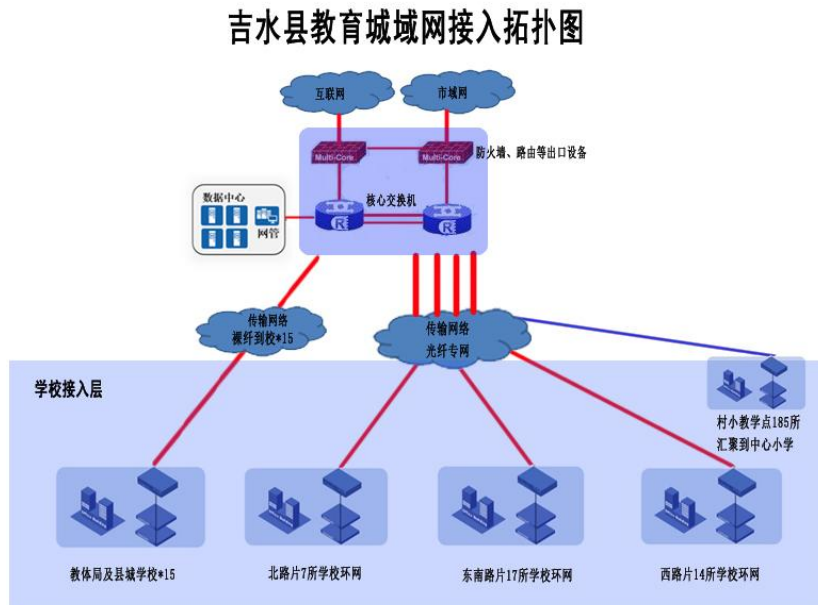 吉水县教育城域网接入拓扑图
互联网
市域网
Multi-Core
Multi-Core
防火墙、路由等出口设备
数据中心
网管
核心交换机
R
R
传输网络
裸纤到校*15
传输网络
光纤专网
学校接入层
村小教学点185所
汇聚到中心小学
教体局及县城学校*15
北路片7所学校环网
东南路片17所学校环网
西路片14所学校环网